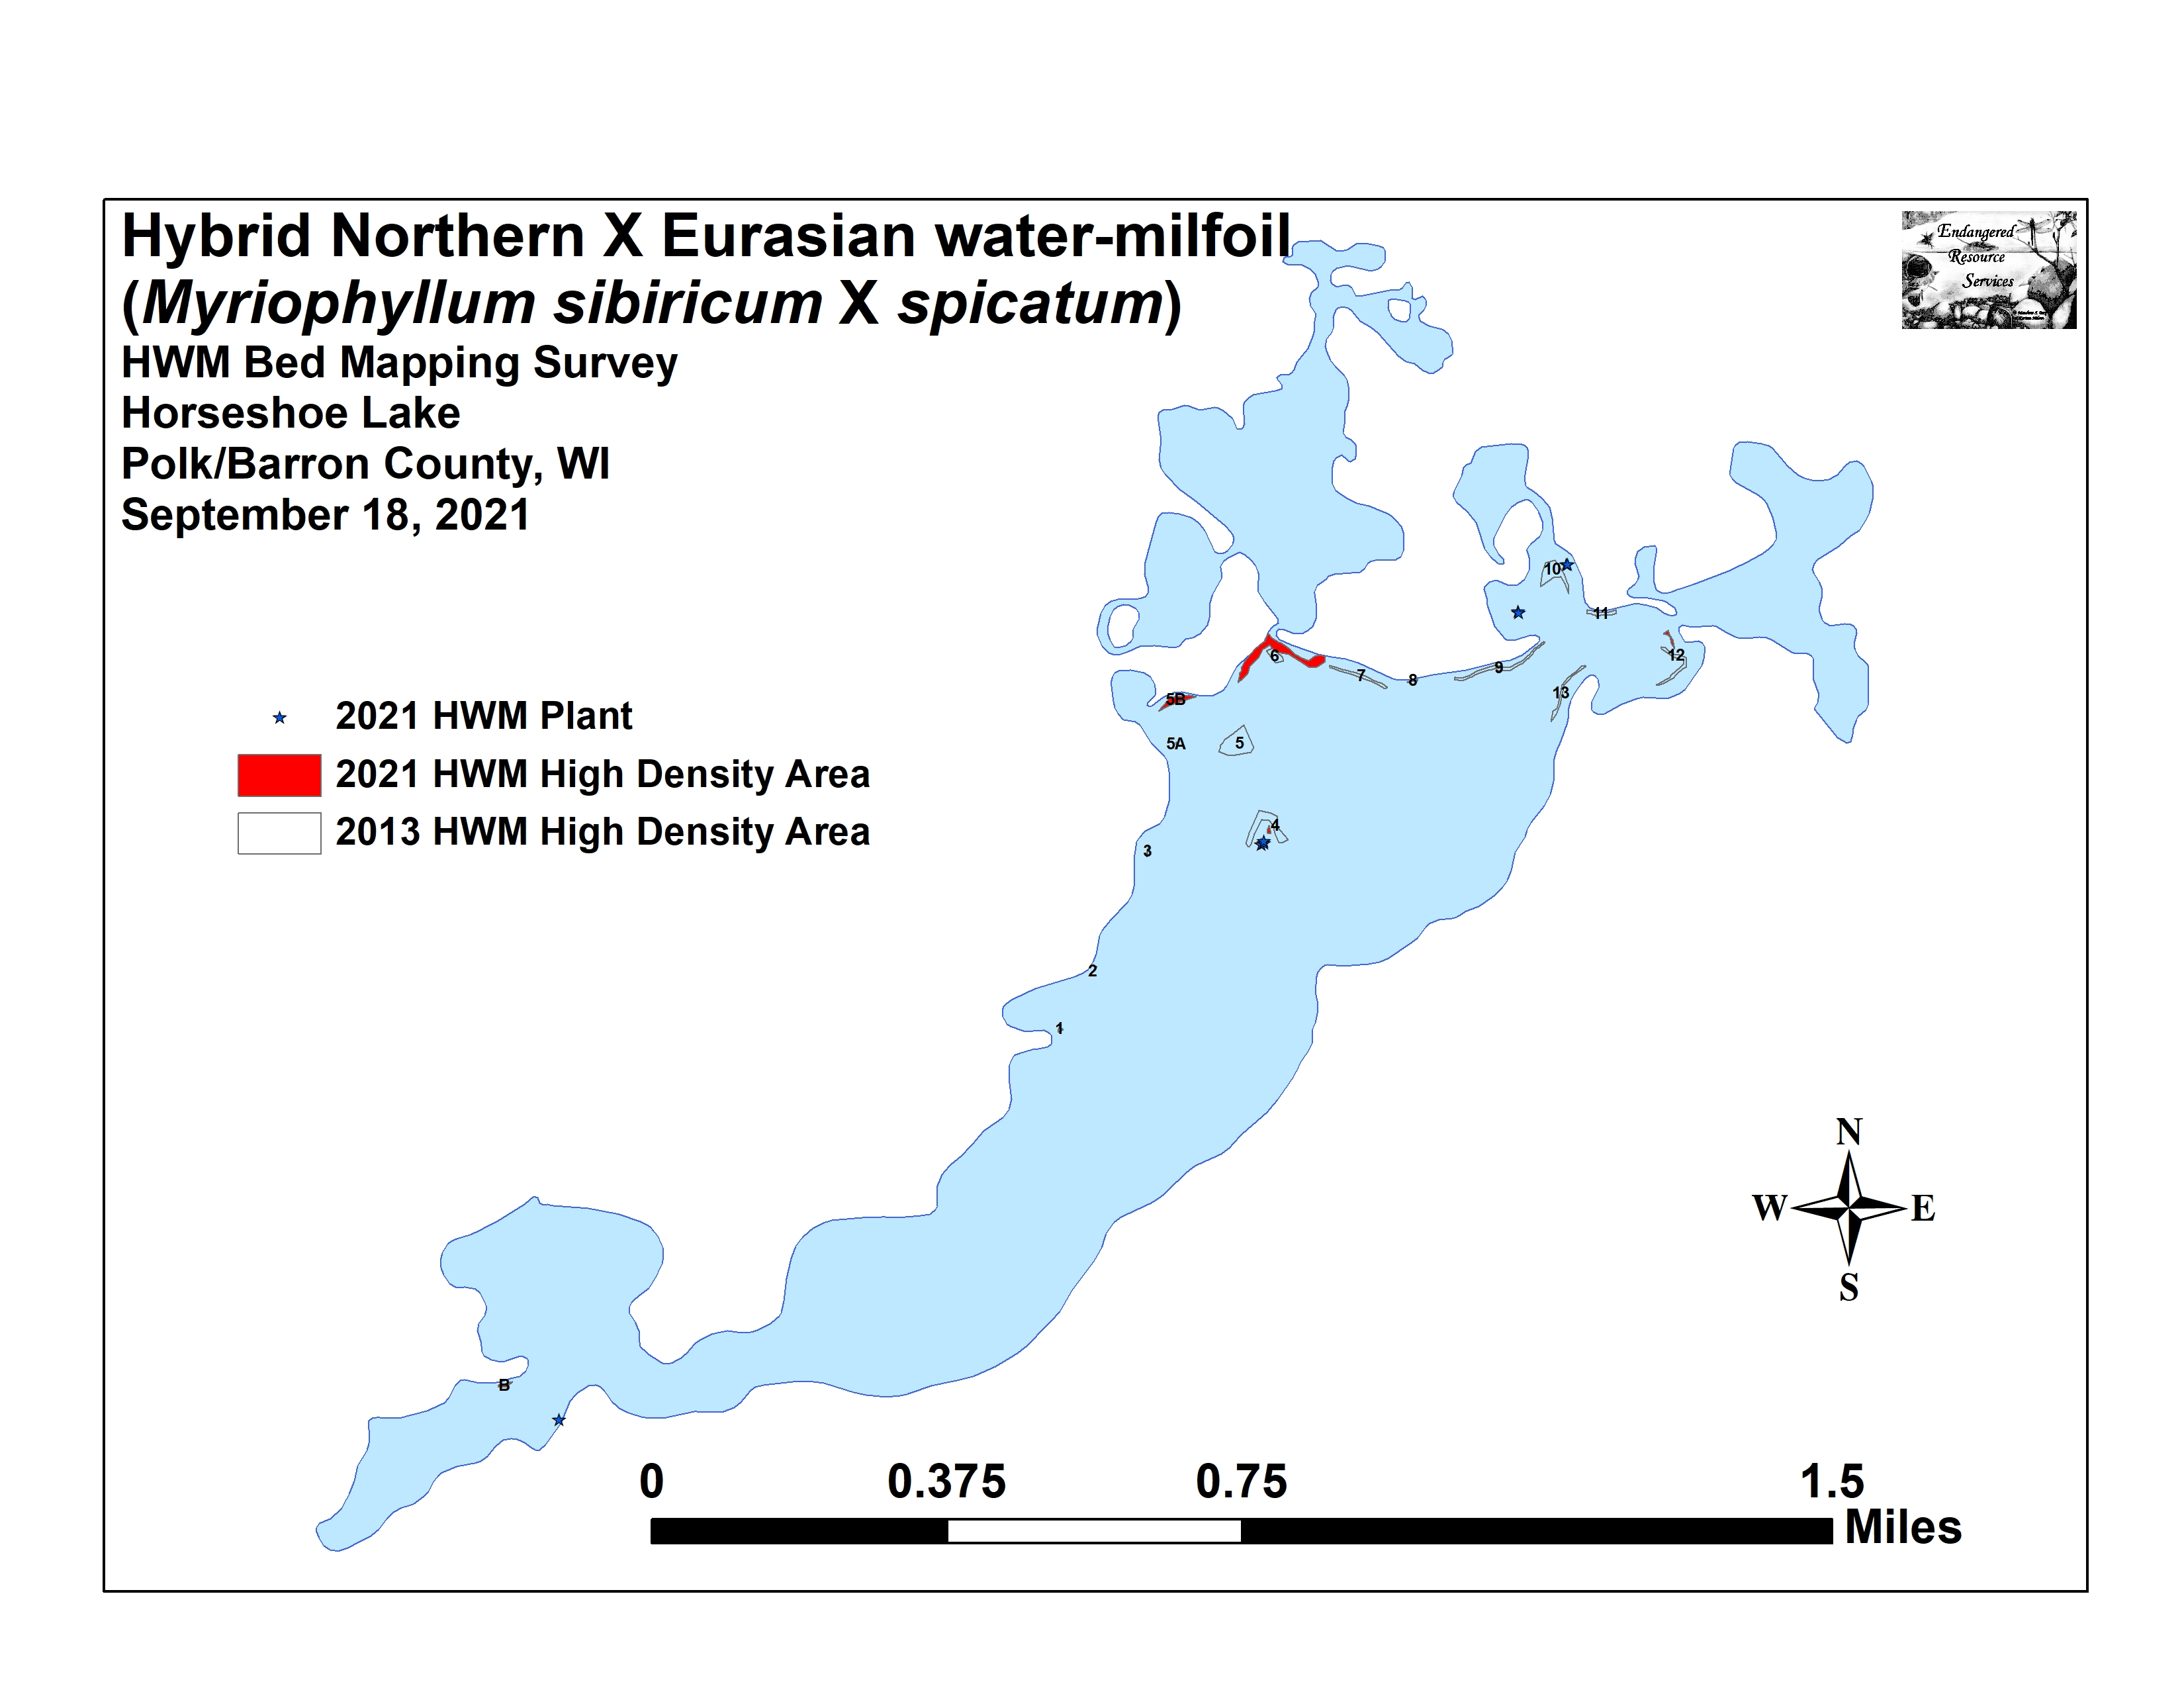 Hybrid Northern X Eurasian water-milfoil
(Myriophyllum sibiricum X spicatum)
HWM Bed Mapping Survey
Horseshoe Lake
Polk/Barron County, WI
September 18, 2021
Endangered
Resource
Services
2021 HWM Plant
2021 HWM High Density Area
2013 HWM High Density Area
10
11
12
6
7
8
9
13
5B
5A
5
4
3
2
1
B
N
W
E
S
0
0.375
0.75
1.5
Miles